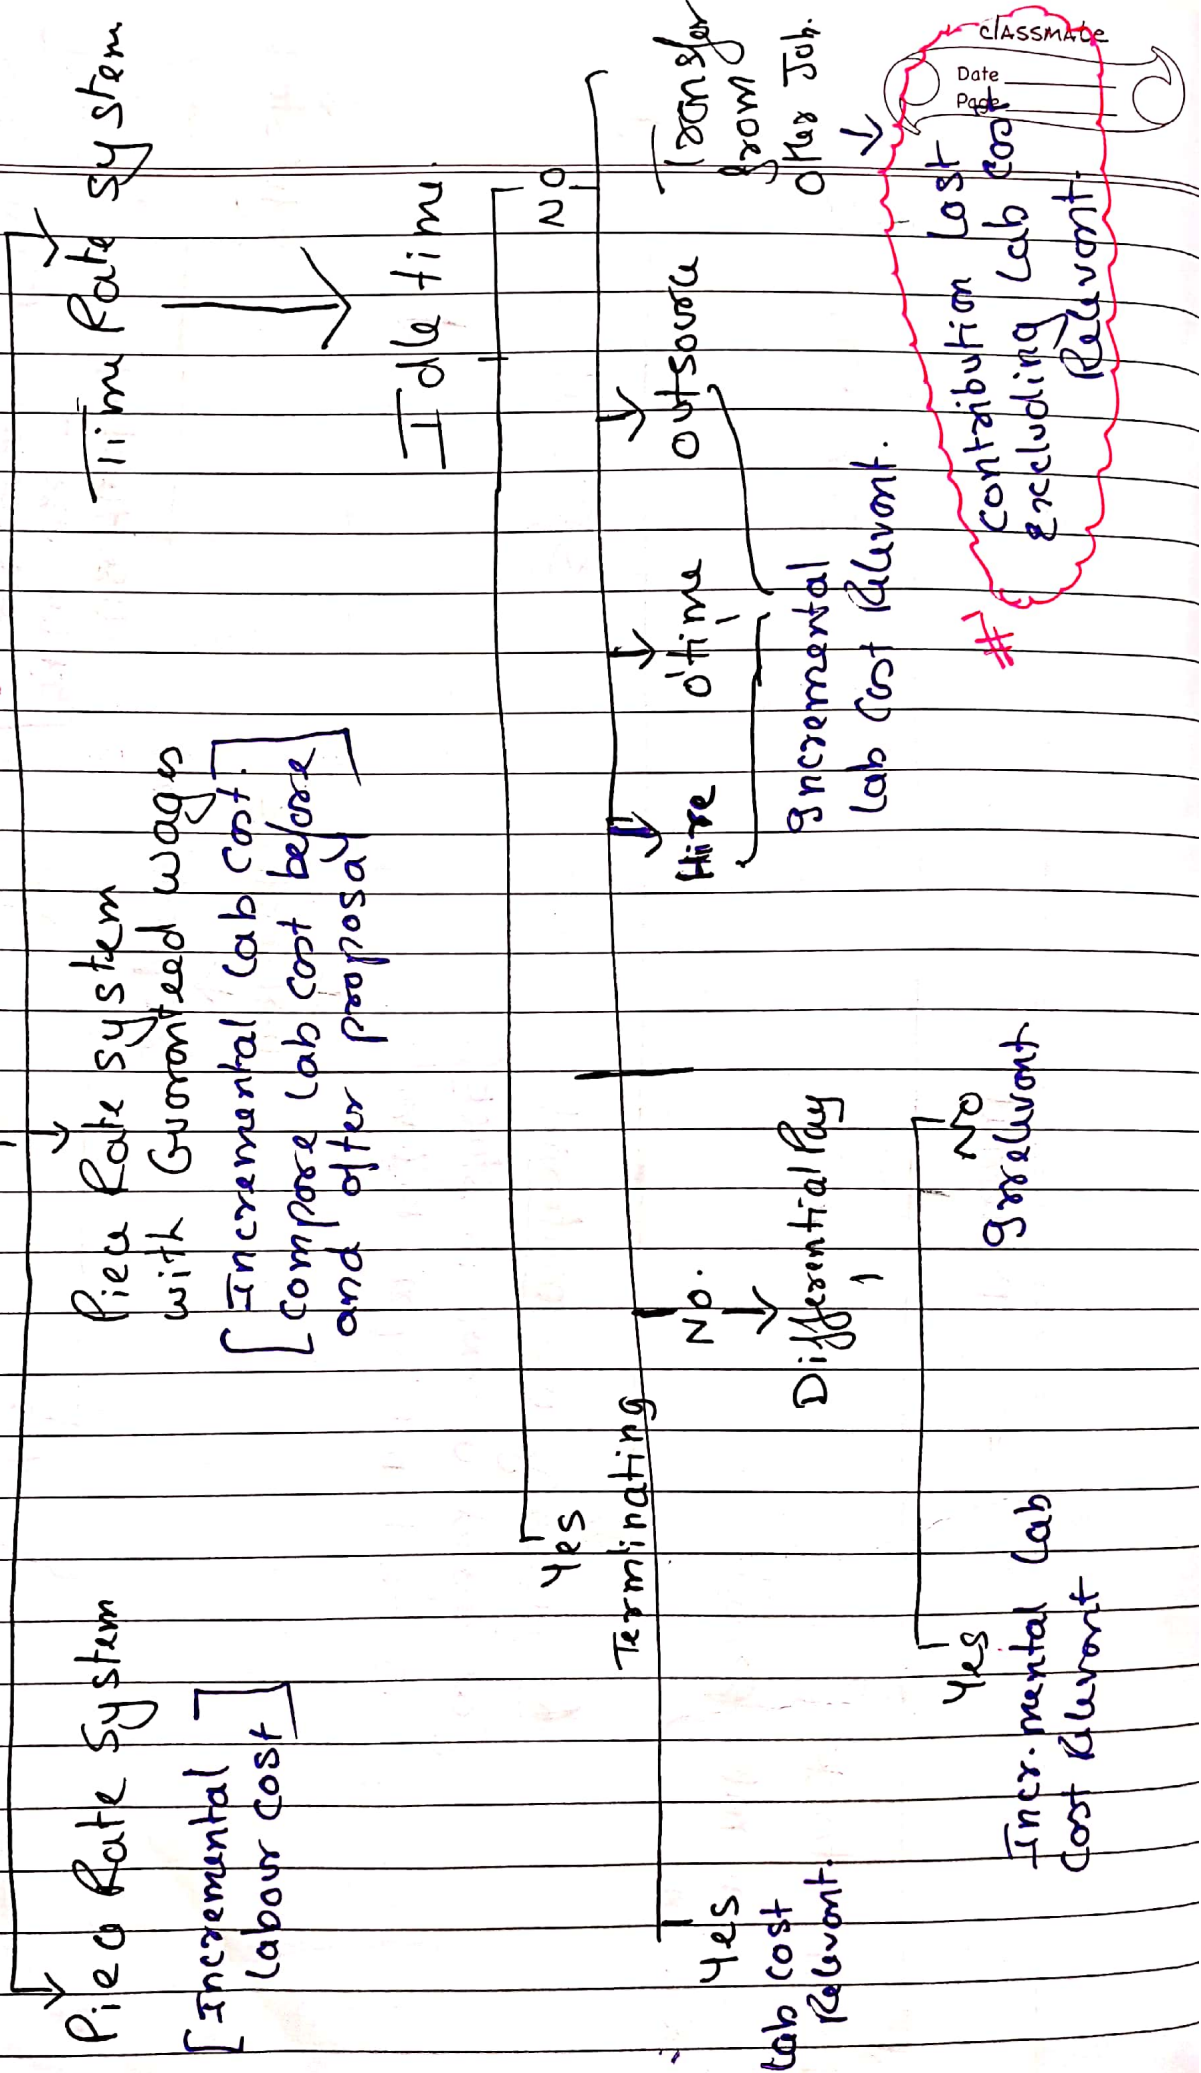 classmate
Date
Page
Piece Rate System
[Incremental
Labour Cost]
Piece Rate System
with Guaranteed wages
[Incremental Lab Cost.
Compare Lab cost before
and after proposal]
Time Rate System
Idle time
Yes
NO
Terminating
Yes
Lab cost
Relevant.
NO.
Differential Pay
Yes
Incremental Lab
Cost Relevant
NO
Irrelevant
Hire
O'time
Outsource
Incremental
Lab Cost Relevant.
Transfer
from
other Job.
Contribution Lost
Excluding Lab cost
Relevant.
#